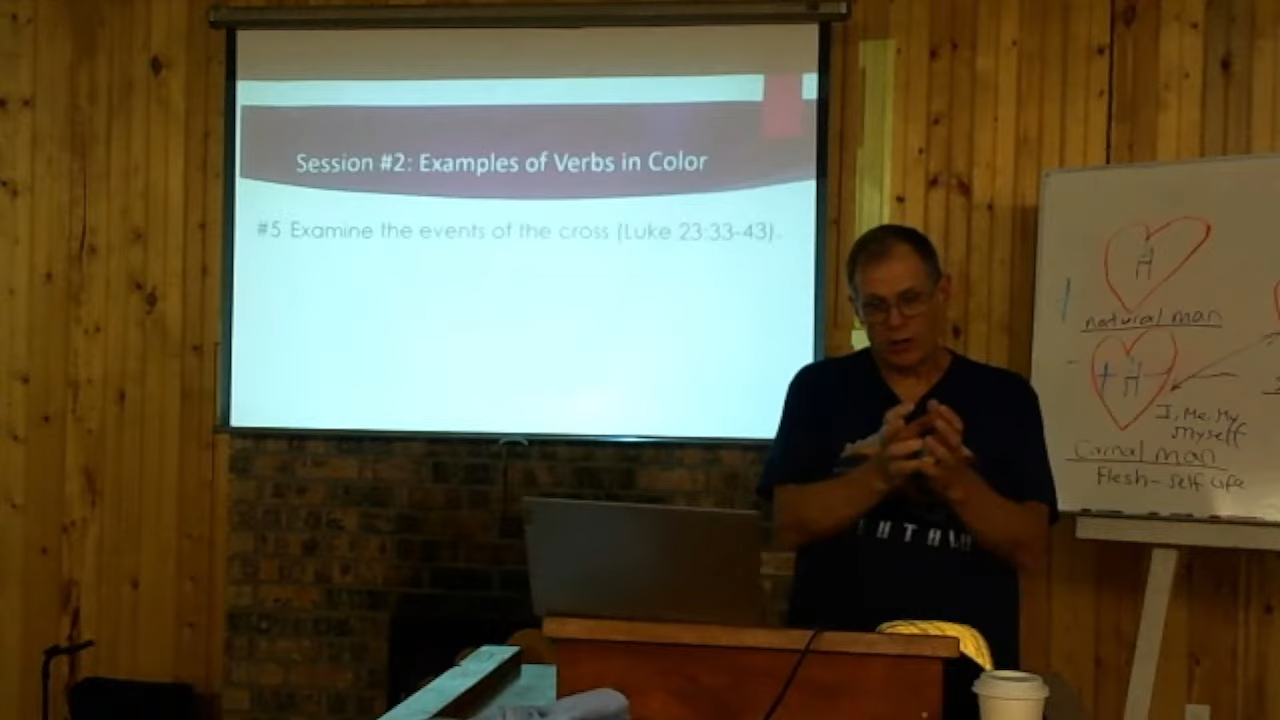 Session #2: Examples of Verbs in Color
#5 Examine the events of the cross (Luke 23:33-43).
H
natural man
H
I, Me, My
Myself
Carnal man
Flesh-Self Life